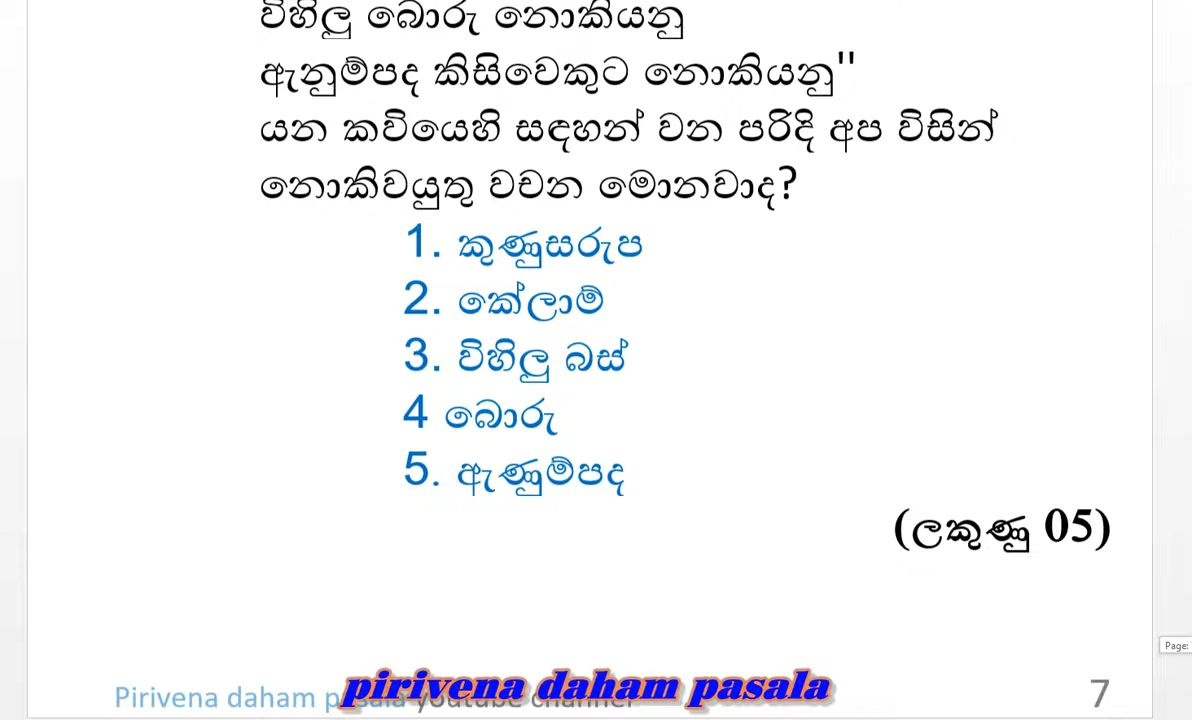 විහිලු බොරු නොකියනු
ඇනුම්පද කිසිවෙකුට නොකියනු"
යන කවියෙහි සඳහන් වන පරිදි අප විසින්
නොකිවයුතු වචන මොනවාද?
1. කුණුසරුප
2. කේලාම්
3. විහිලු බස්
4 බොරු
5. ඇණුම්පද
(ලකුණු 05)
Page:
Pirivena daham pasala youtube channel
pirivena daham pasala
7